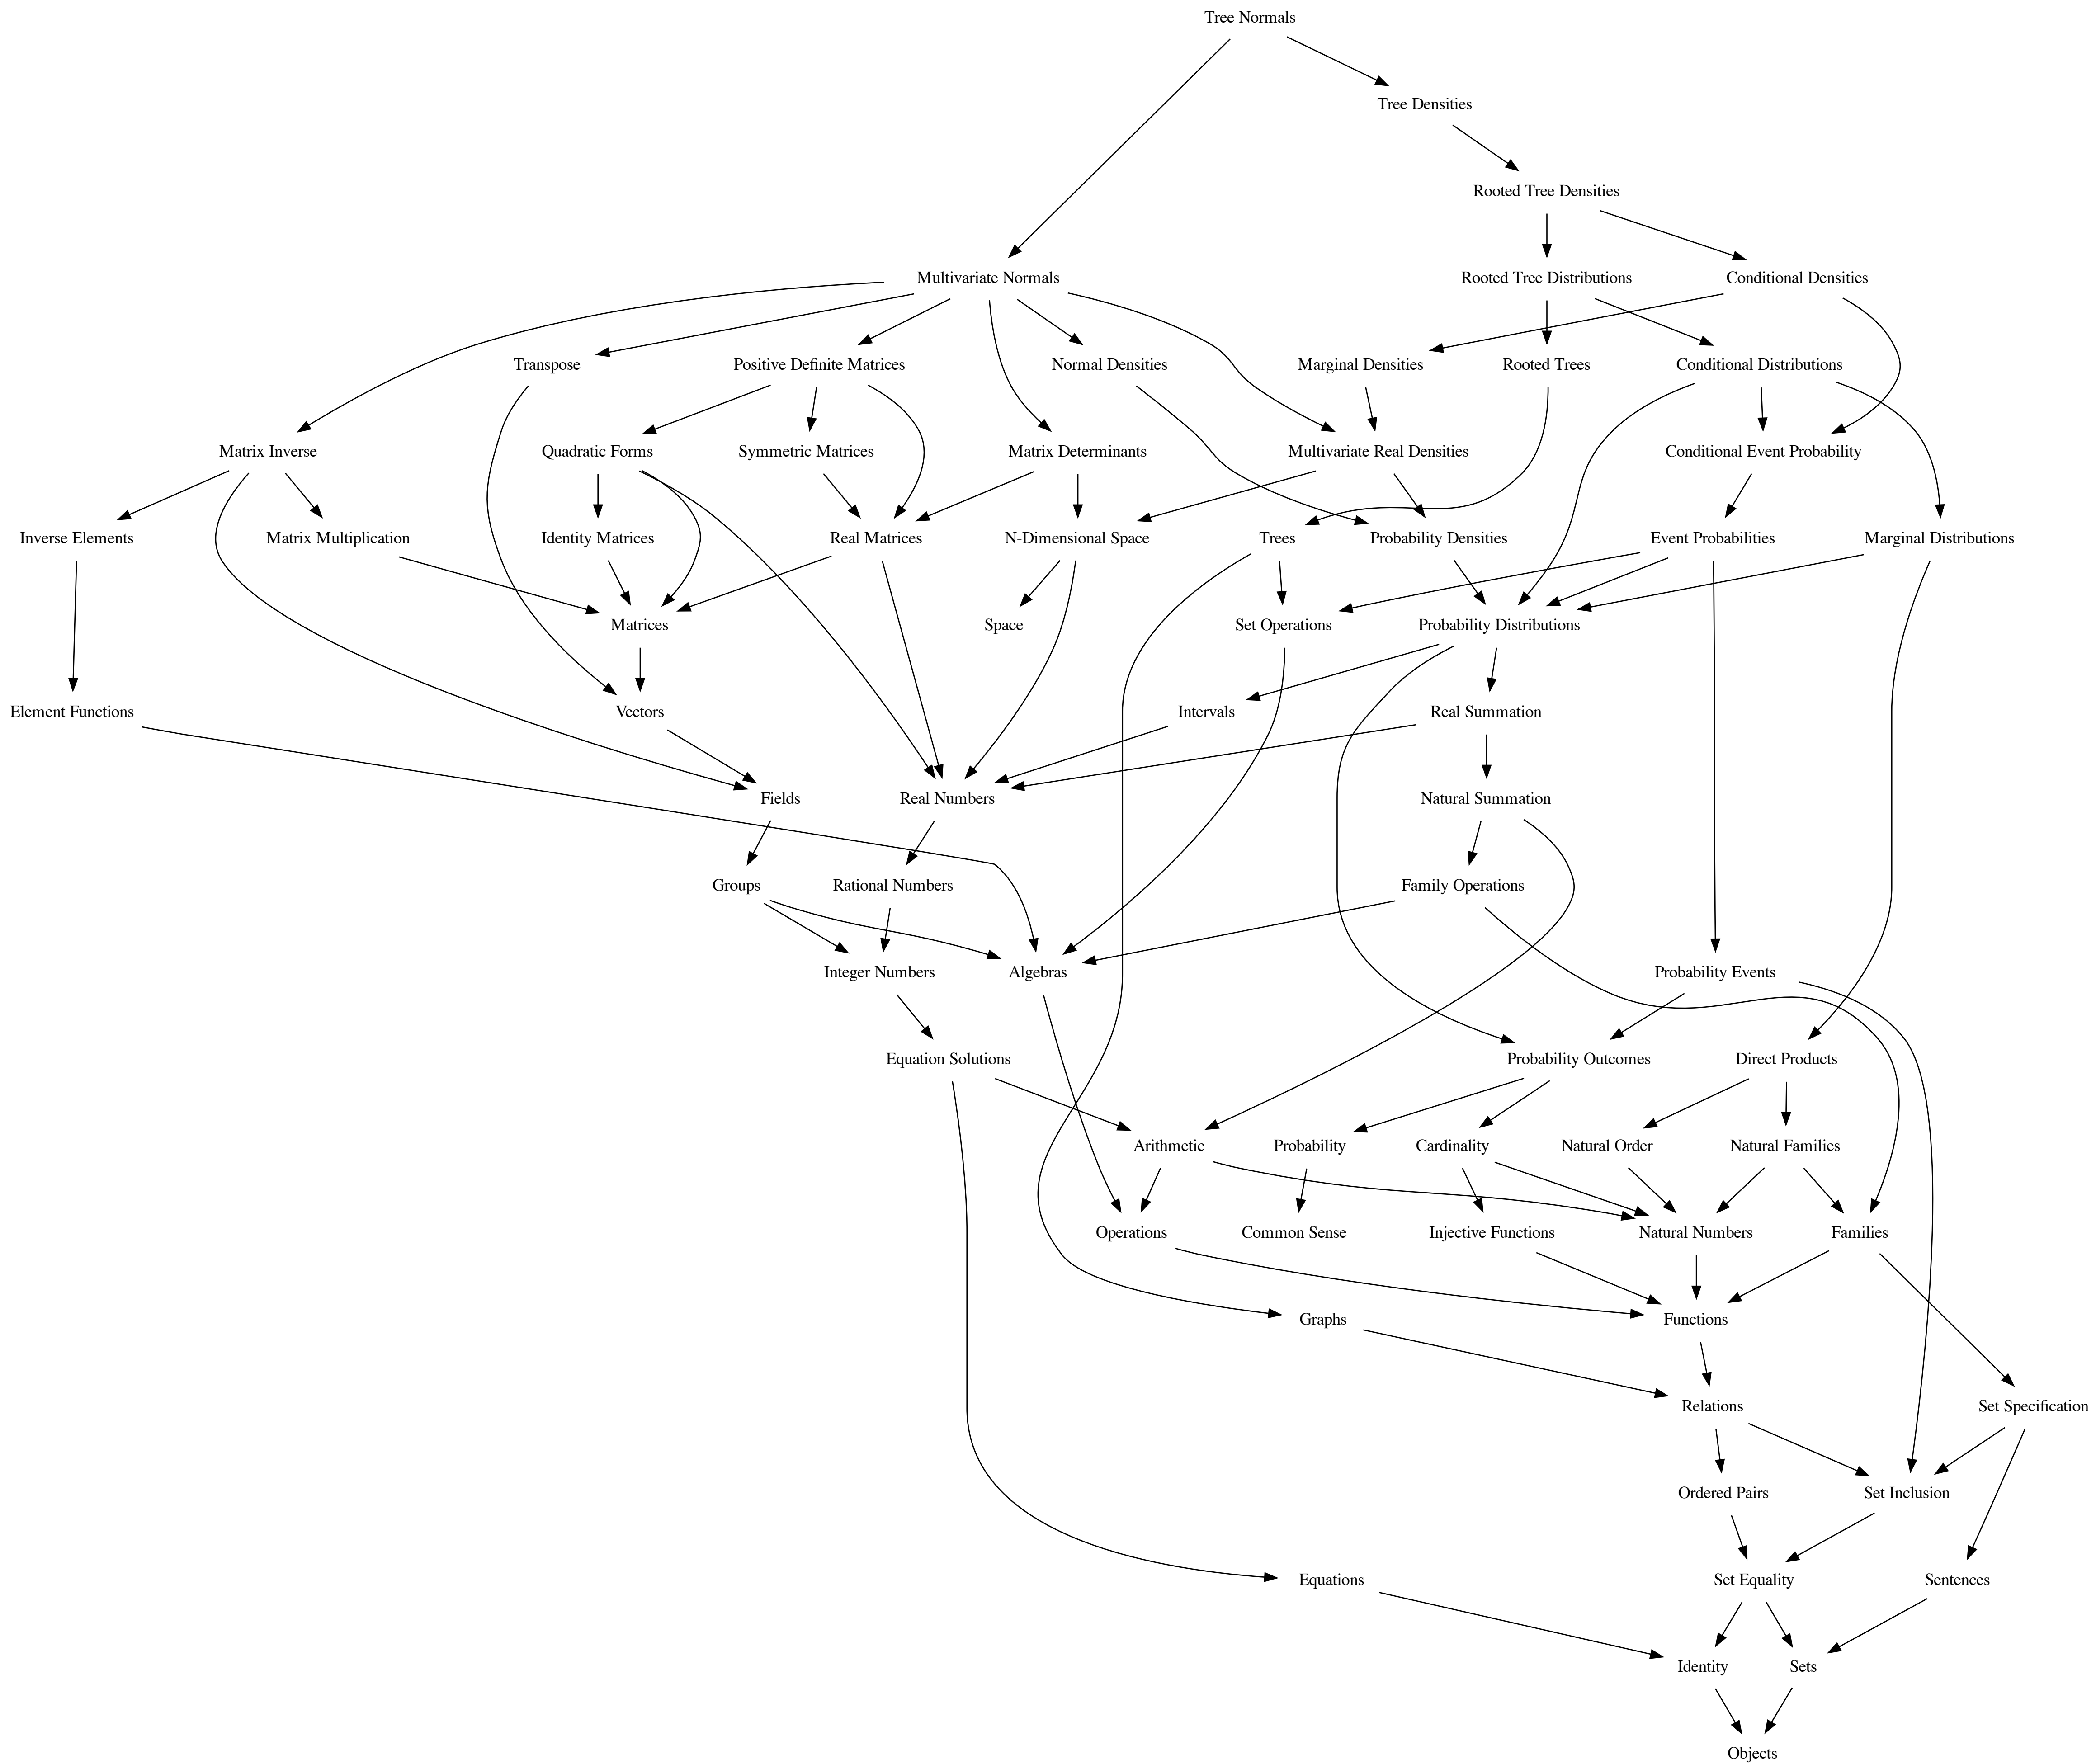 Tree Normals
Tree Densities
Rooted Tree Densities
Multivariate Normals
Rooted Tree Distributions
Conditional Densities
Transpose
Positive Definite Matrices
Normal Densities
Marginal Densities
Rooted Trees
Conditional Distributions
Matrix Inverse
Quadratic Forms
Symmetric Matrices
Matrix Determinants
Multivariate Real Densities
Conditional Event Probability
Inverse Elements
Matrix Multiplication
Identity Matrices
Real Matrices
N-Dimensional Space
Trees
Probability Densities
Event Probabilities
Marginal Distributions
Matrices
Space
Set Operations
Probability Distributions
Element Functions
Vectors
Intervals
Real Summation
Fields
Real Numbers
Natural Summation
Groups
Rational Numbers
Family Operations
Integer Numbers
Algebras
Probability Events
Equation Solutions
Probability Outcomes
Direct Products
Arithmetic
Probability
Cardinality
Natural Order
Natural Families
Operations
Common Sense
Injective Functions
Natural Numbers
Families
Graphs
Functions
Relations
Set Specification
Ordered Pairs
Set Inclusion
Equations
Set Equality
Sentences
Identity
Sets
Objects